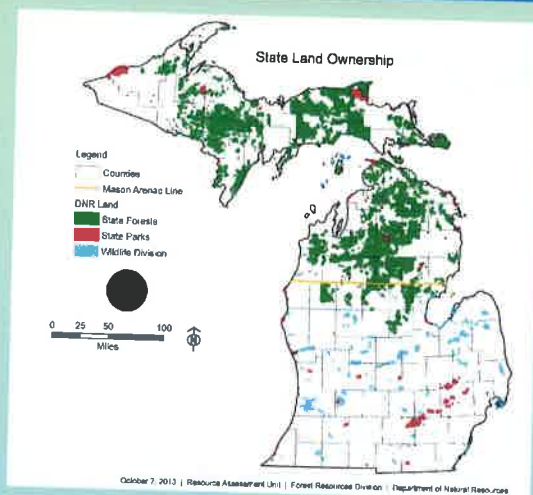 State Land Ownership
Legend
Counties
Mason Arenac Line
DNR Land
State Forests
State Parks
Wildlife Division
0 25 50 100
Miles
N
October 7, 2013 | Resource Assessment Unit | Forest Resources Division | Department of Natural Resources